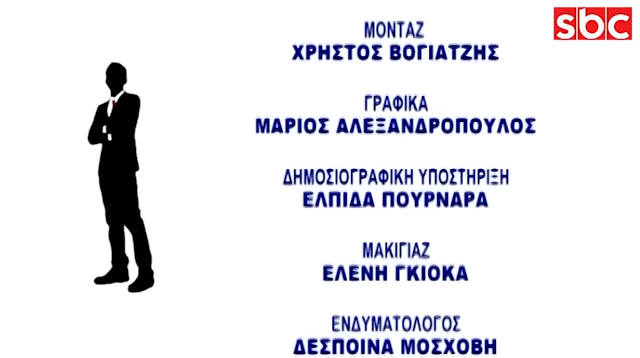 sbc
ΜΟΝΤΑΖ
ΧΡΗΣΤΟΣ ΒΟΓΙΑΤΖΗΣ
ΓΡΑΦΙΚΑ
ΜΑΡΙΟΣ ΑΛΕΞΑΝΔΡΟΠΟΥΛΟΣ
ΔΗΜΟΣΙΟΓΡΑΦΙΚΗ ΥΠΟΣΤΗΡΙΞΗ
ΕΛΠΙΔΑ ΠΟΥΡΝΑΡΑ
ΜΑΚΙΓΙΑΖ
ΕΛΕΝΗ ΓΚΙΟΚΑ
ΕΝΔΥΜΑΤΟΛΟΓΟΣ
ΔΕΣΠΟΙΝΑ ΜΟΣΧΟΒΗ